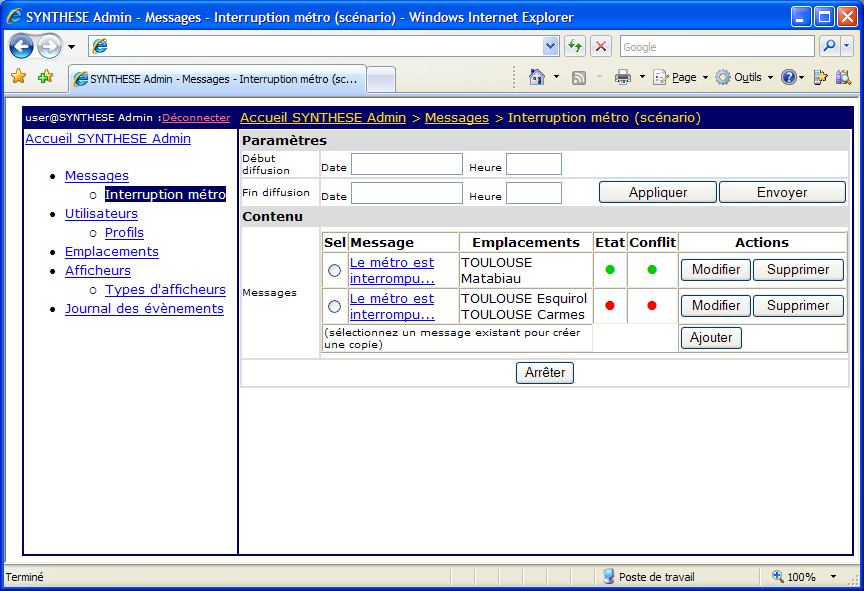 SYNTHESE Admin - Messages - Interruption métro (scénario) - Windows Internet Explorer
Google
SYNTHESE Admin - Messages - Interruption métro (sc...
Page
Outils
user@SYNTHESE Admin :Déconnecter
Accueil SYNTHESE Admin > Messages > Interruption métro (scénario)
Accueil SYNTHESE Admin
Messages
Interruption métro
Utilisateurs
Profils
Emplacements
Afficheurs
Types d'afficheurs
Journal des évènements
Paramètres
Début
diffusion
Date
Heure
Fin diffusion
Date
Heure
Appliquer
Envoyer
Contenu
Messages
Sel Message Emplacements Etat Conflit Actions
Le métro est
interrompu...
TOULOUSE
Matabiau
Modifier
Supprimer
Le métro est
interrompu...
TOULOUSE Esquirol
TOULOUSE Carmes
Modifier
Supprimer
(sélectionnez un message existant pour créer
une copie)
Ajouter
Arrêter
Terminé
Poste de travail
100%